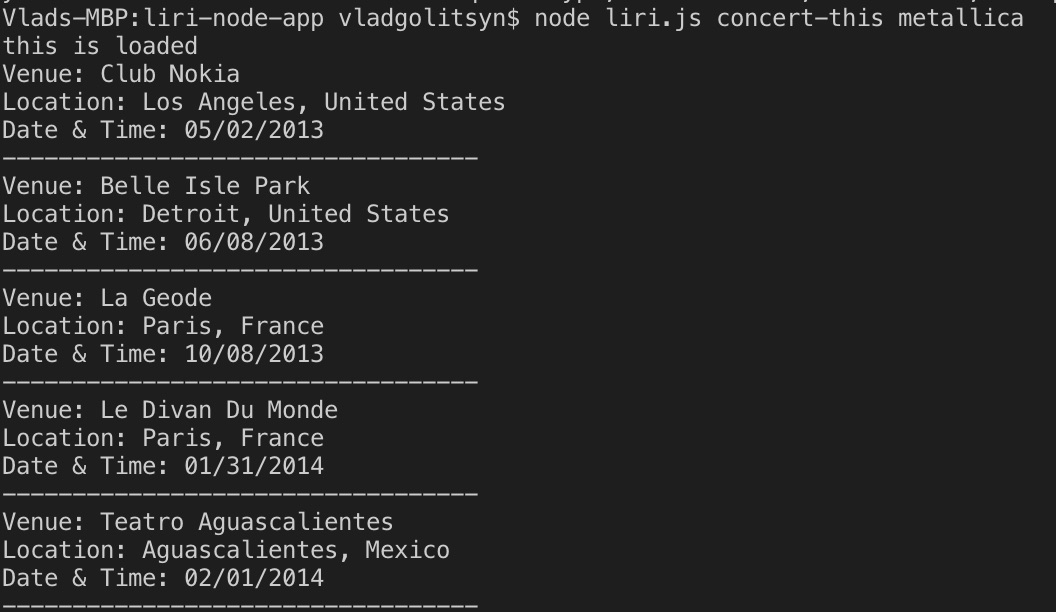 Vlads-MBP:liri-node-app vladgolitsyn$ node liri.js concert-this metallica
this is loaded
Venue: Club Nokia
Location: Los Angeles, United States
Date & Time: 05/02/2013
----------------------------------
Venue: Belle Isle Park
Location: Detroit, United States
Date & Time: 06/08/2013
----------------------------------
Venue: La Geode
Location: Paris, France
Date & Time: 10/08/2013
----------------------------------
Venue: Le Divan Du Monde
Location: Paris, France
Date & Time: 01/31/2014
----------------------------------
Venue: Teatro Aguascalientes
Location: Aguascalientes, Mexico
Date & Time: 02/01/2014
----------------------------------